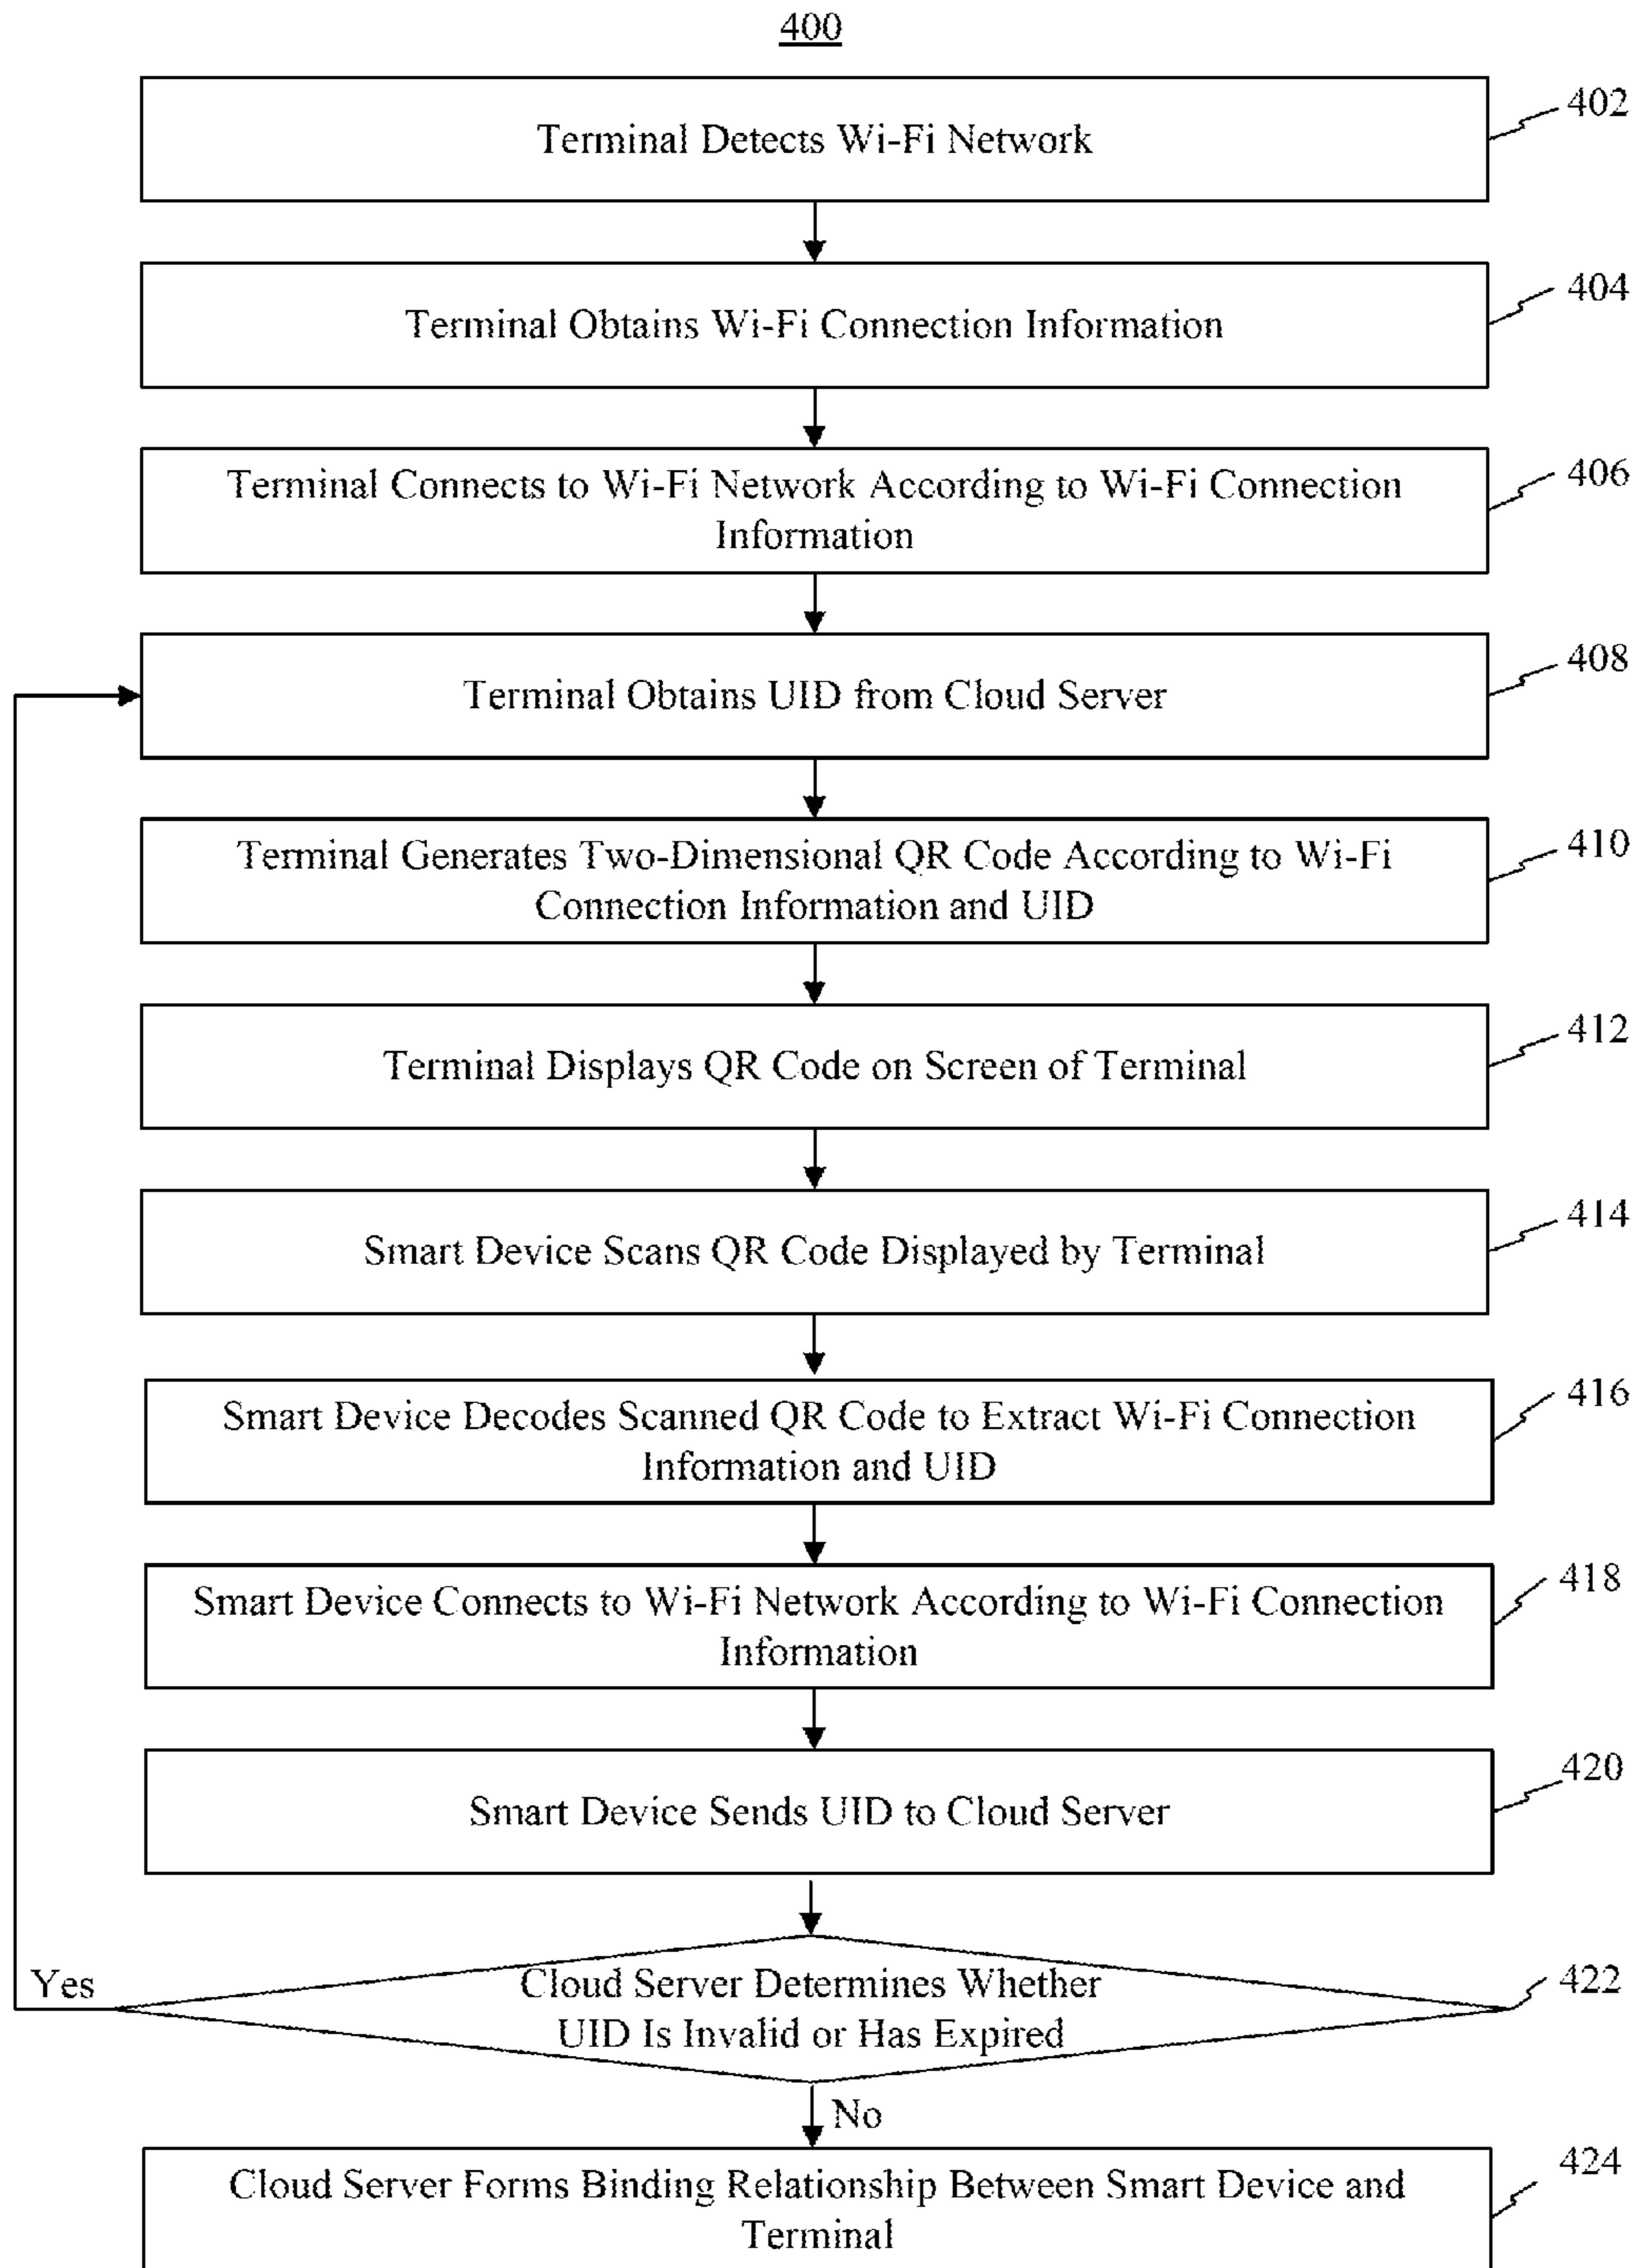 400
Terminal Detects Wi-Fi Network
402
Terminal Obtains Wi-Fi Connection Information
404
Terminal Connects to Wi-Fi Network According to Wi-Fi Connection
Information
406
Terminal Obtains UID from Cloud Server
408
Terminal Generates Two-Dimensional QR Code According to Wi-Fi
Connection Information and UID
410
Terminal Displays QR Code on Screen of Terminal
412
Smart Device Scans QR Code Displayed by Terminal
414
Smart Device Decodes Scanned QR Code to Extract Wi-Fi Connection
Information and UID
416
Smart Device Connects to Wi-Fi Network According to Wi-Fi Connection
Information
418
Smart Device Sends UID to Cloud Server
420
Yes
Cloud Server Determines Whether
UID Is Invalid or Has Expired
422
No
Cloud Server Forms Binding Relationship Between Smart Device and
Terminal
424